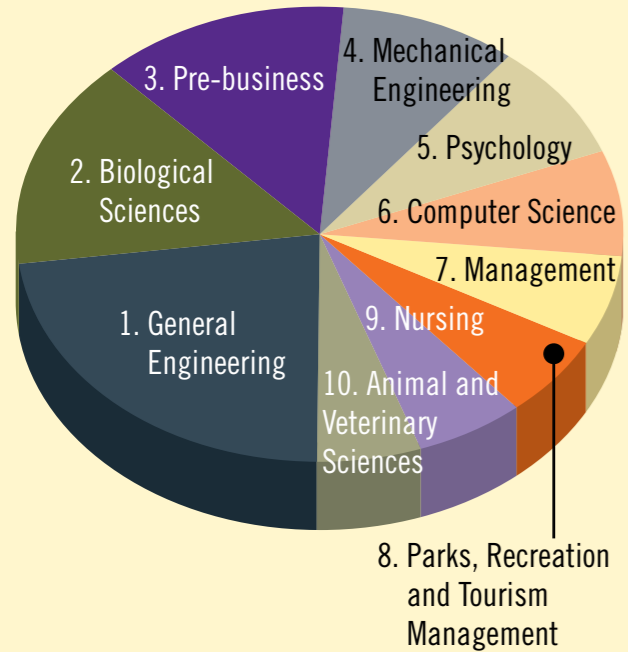 1. General
Engineering
2. Biological
Sciences
3. Pre-business
4. Mechanical
Engineering
5. Psychology
6. Computer Science
7. Management
8. Parks, Recreation
and Tourism
Management
9. Nursing
10. Animal and
Veterinary
Sciences